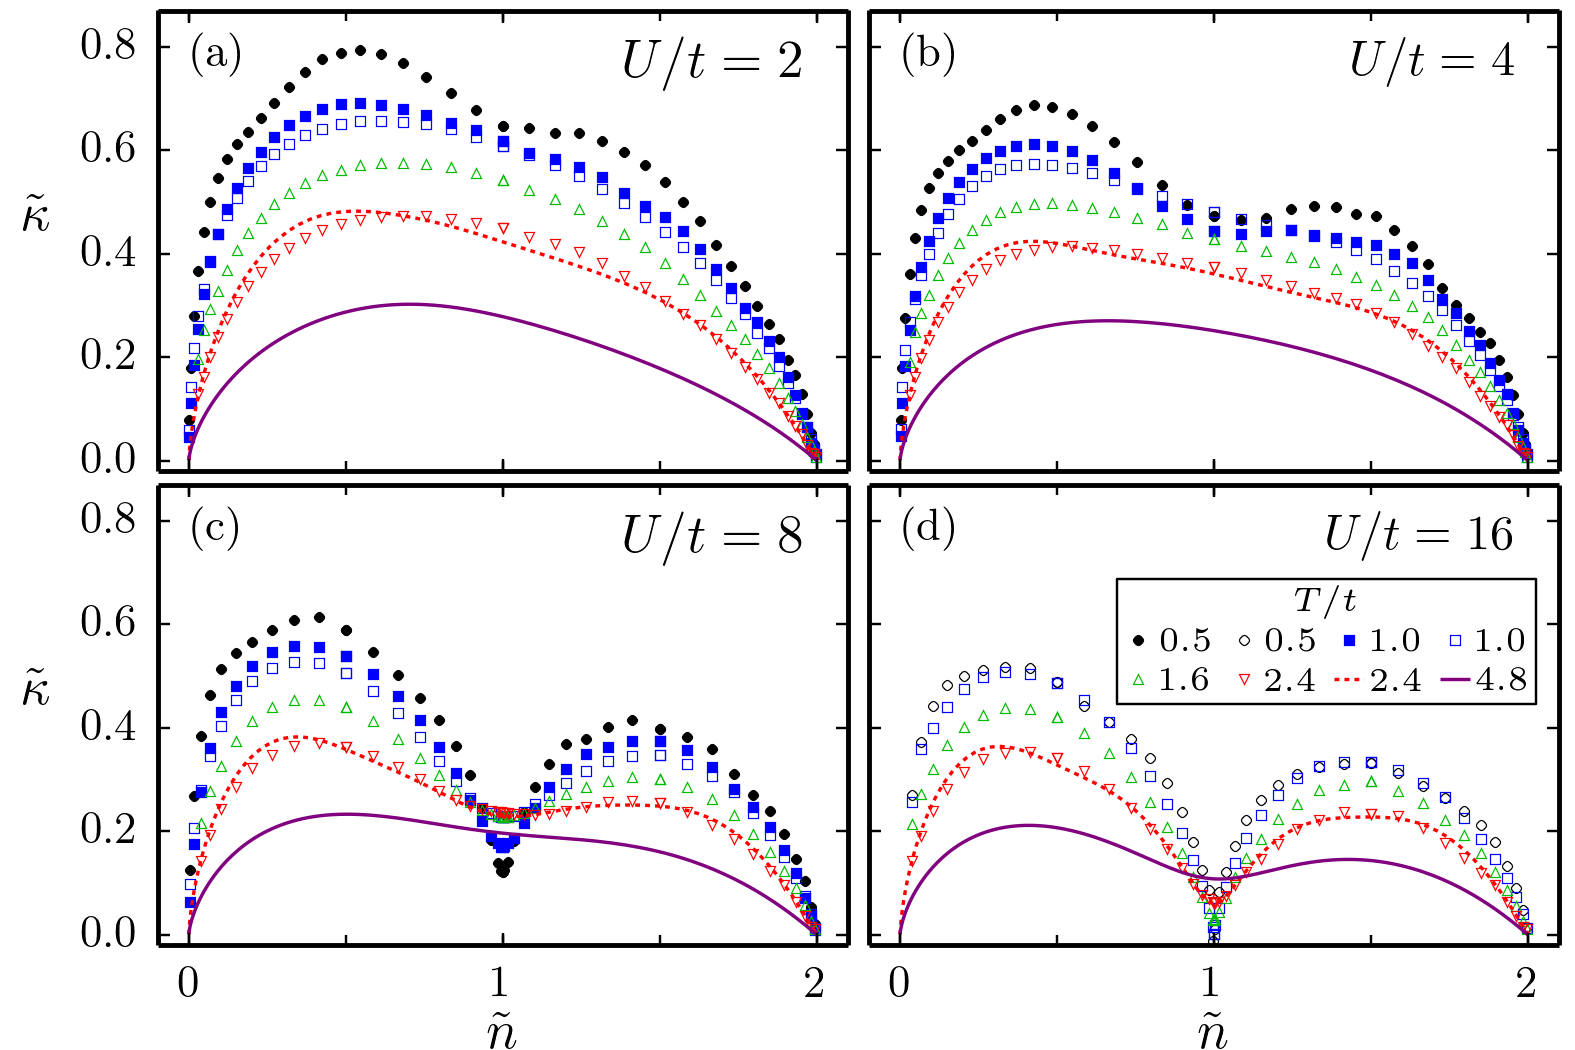 (a) U/t = 2
(b) U/t = 4
0.8
0.6
0.4
0.2
0.0
κ̃
(c) U/t = 8
(d) U/t = 16
0.8
0.6
0.4
0.2
0.0
κ̃
T/t
0.5 0.5 1.0 1.0
1.6 2.4 2.4 4.8
0 1 2
0 1 2
ñ
ñ